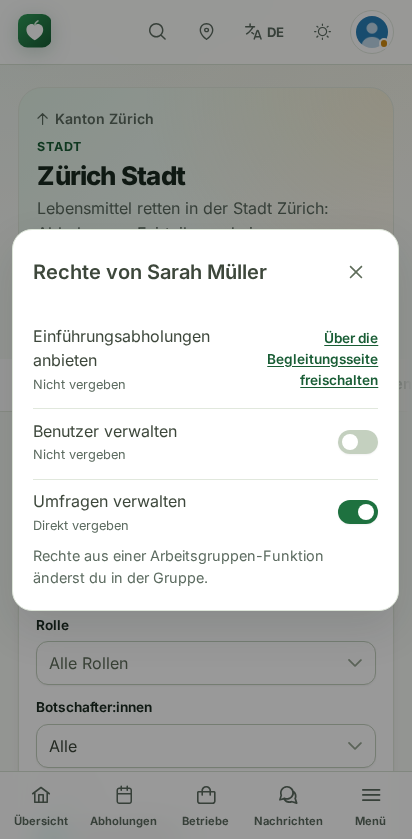 DE
Kanton Zürich
STADT
Zürich Stadt
Lebensmittel retten in der Stadt Zürich:
Rechte von Sarah Müller
Einführungsabholungen
anbieten
Nicht vergeben
Über die
Begleitungsseite
freischalten
Benutzer verwalten
Nicht vergeben
Umfragen verwalten
Direkt vergeben
Rechte aus einer Arbeitsgruppen-Funktion
änderst du in der Gruppe.
Rolle
Alle Rollen
Botschafter:innen
Alle
Übersicht
Abholungen
Betriebe
Nachrichten
Menü